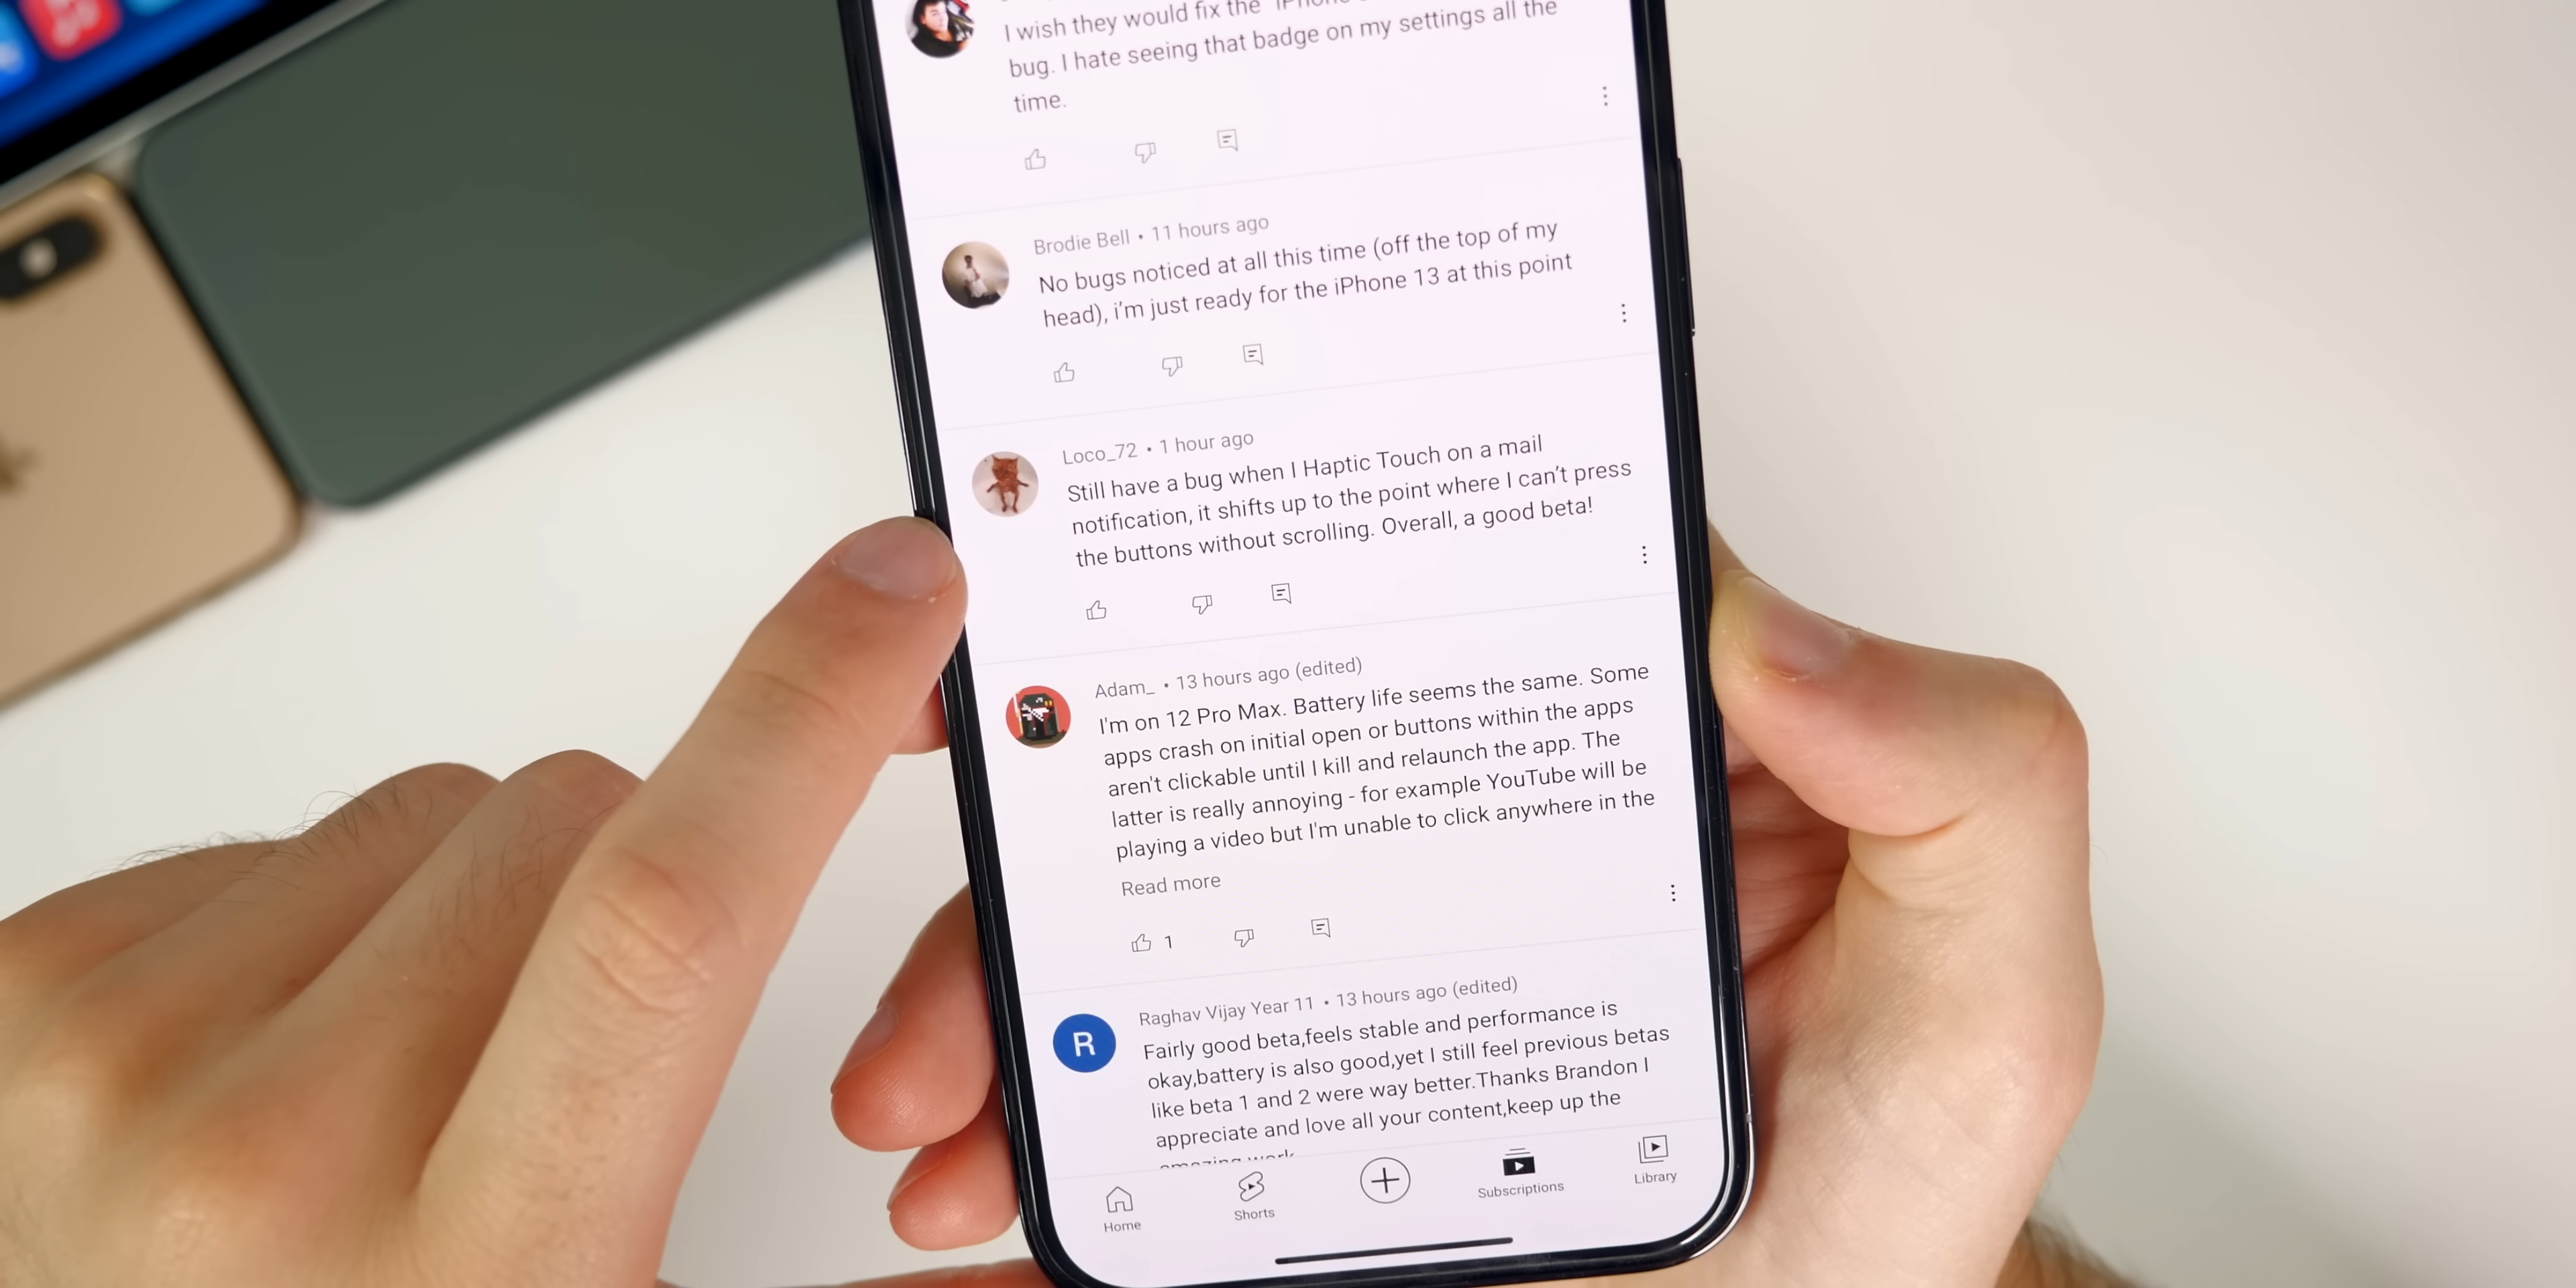 I wish they would fix the
bug. I hate seeing that badge on my settings all the
time.
Brodie Bell • 11 hours ago
No bugs noticed at all this time (off the top of my
head), i'm just ready for the iPhone 13 at this point
Loco_72 • 1 hour ago
Still have a bug when I Haptic Touch on a mail
notification, it shifts up to the point where I can't press
the buttons without scrolling. Overall, a good beta!
Adam_ • 13 hours ago (edited)
I'm on 12 Pro Max. Battery life seems the same. Some
apps crash on initial open or buttons within the apps
aren't clickable until I kill and relaunch the app. The
latter is really annoying - for example YouTube will be
playing a video but I'm unable to click anywhere in the
Read more
1
R
Raghav Vijay Year 11 • 13 hours ago (edited)
Fairly good beta,feels stable and performance is
okay,battery is also good,yet I still feel previous betas
like beta 1 and 2 were way better.Thanks Brandon I
appreciate and love all your content,keep up the
Home
Shorts
Subscriptions
Library